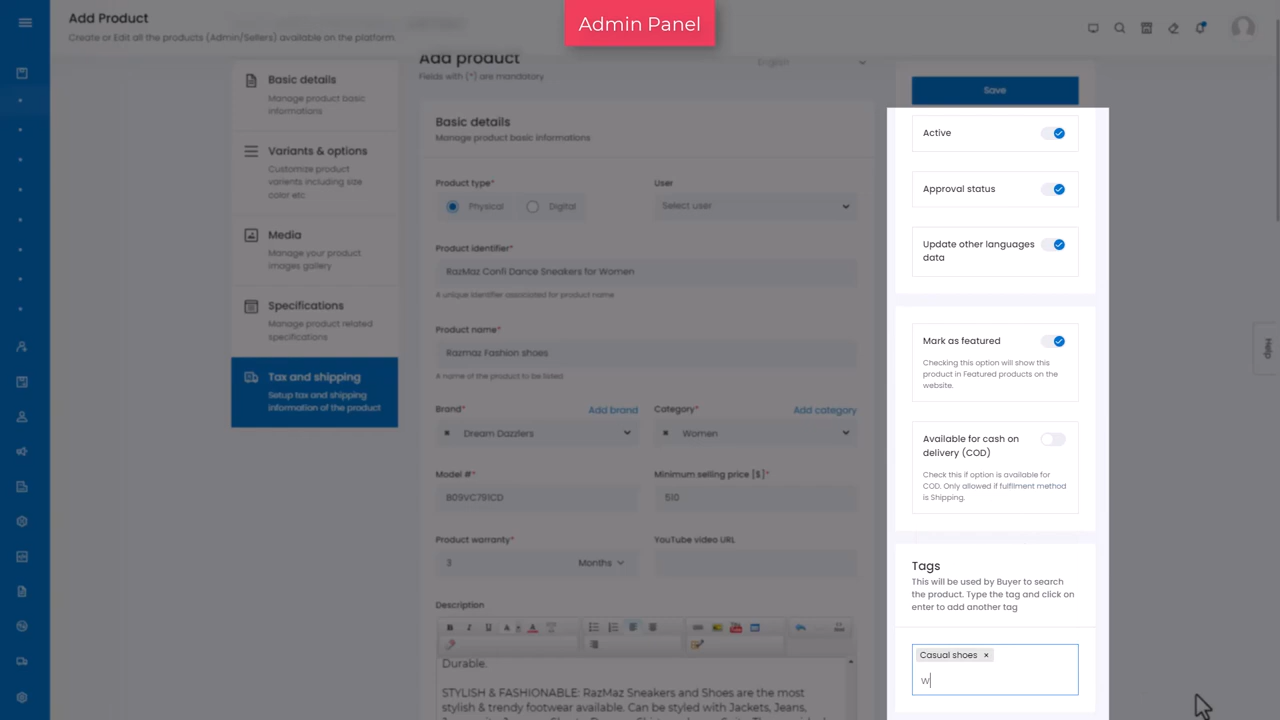 Add Product
Create or Edit all the products (Admin/Sellers) available on the platform.
Admin Panel
Basic details
Manage product basic
informations
Variants & options
Customize product
varients including size
color etc
Media
Manage your product
images gallery
Specifications
Manage product related
specifications
Tax and shipping
Setup tax and shipping
information of the product
Add product
Fields with (*) are mandatory
English
Basic details
Manage product basic informations
Product type*
Physical
Digital
User
Select user
Product identifier*
RazMaz Confi Dance Sneakers for Women
A unique identifier associated for product name
Product name*
Razmaz Fashion shoes
A name of the product to be listed
Brand*
Add brand
Category*
Add category
× Dream Dazzlers
× Women
Model #*
Minimum selling price [$]*
B09VC791CD
510
Product warranty*
YouTube video URL
3
Months
Description
Durable.
STYLISH & FASHIONABLE: RazMaz Sneakers and Shoes are the most
stylish & trendy footwear available. Can be styled with Jackets, Jeans,
Save
Active
Approval status
Update other languages
data
Mark as featured
Checking this option will show this
product in Featured products on the
website.
Available for cash on
delivery (COD)
Check this if option is available for
COD. Only allowed if fulfilment method
is Shipping.
Tags
This will be used by Buyer to search
the product. Type the tag and click on
enter to add another tag
Casual shoes ×
W
Help